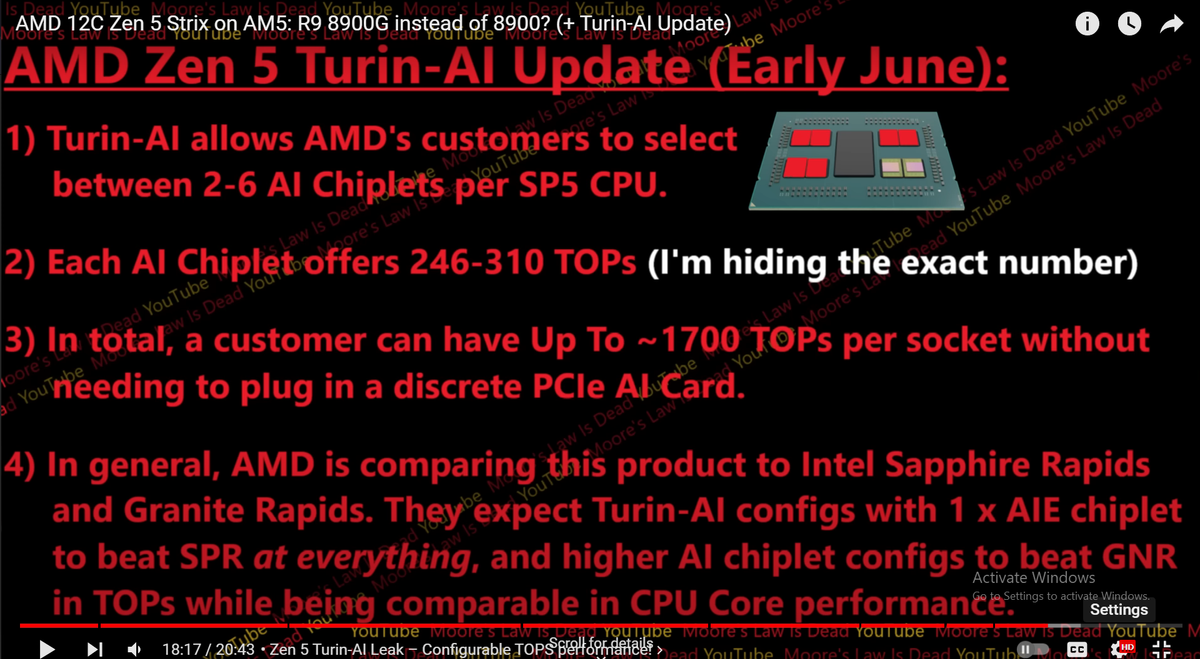 AMD 12C Zen 5 Strix on AM5: R9 8900G instead of 8900? (+ Turin-AI Update)
AMD Zen 5 Turin-AI Update (Early June):
1) Turin-AI allows AMD's customers to select
between 2-6 AI Chiplets per SP5 CPU.
2) Each AI Chiplet offers 246-310 TOPs (I'm hiding the exact number)
3) In total, a customer can have Up To ~1700 TOPs per socket without
needing to plug in a discrete PCIe AI Card.
4) In general, AMD is comparing this product to Intel Sapphire Rapids
and Granite Rapids. They expect Turin-AI configs with 1 x AIE chiplet
to beat SPR at everything, and higher AI chiplet configs to beat GNR
in TOPs while being comparable in CPU Core performance.
Activate Windows
Go to Settings to activate Windows.
Settings
YouTube Moore's Law Is Dead YouTube Moore's Law Is Dead YouTube Moore's Law Is Dead YouTube
18:17 / 20:43 • Zen 5 Turin-AI Leak – Configurable TOPS performance! >
Scroll for details
CC
HD